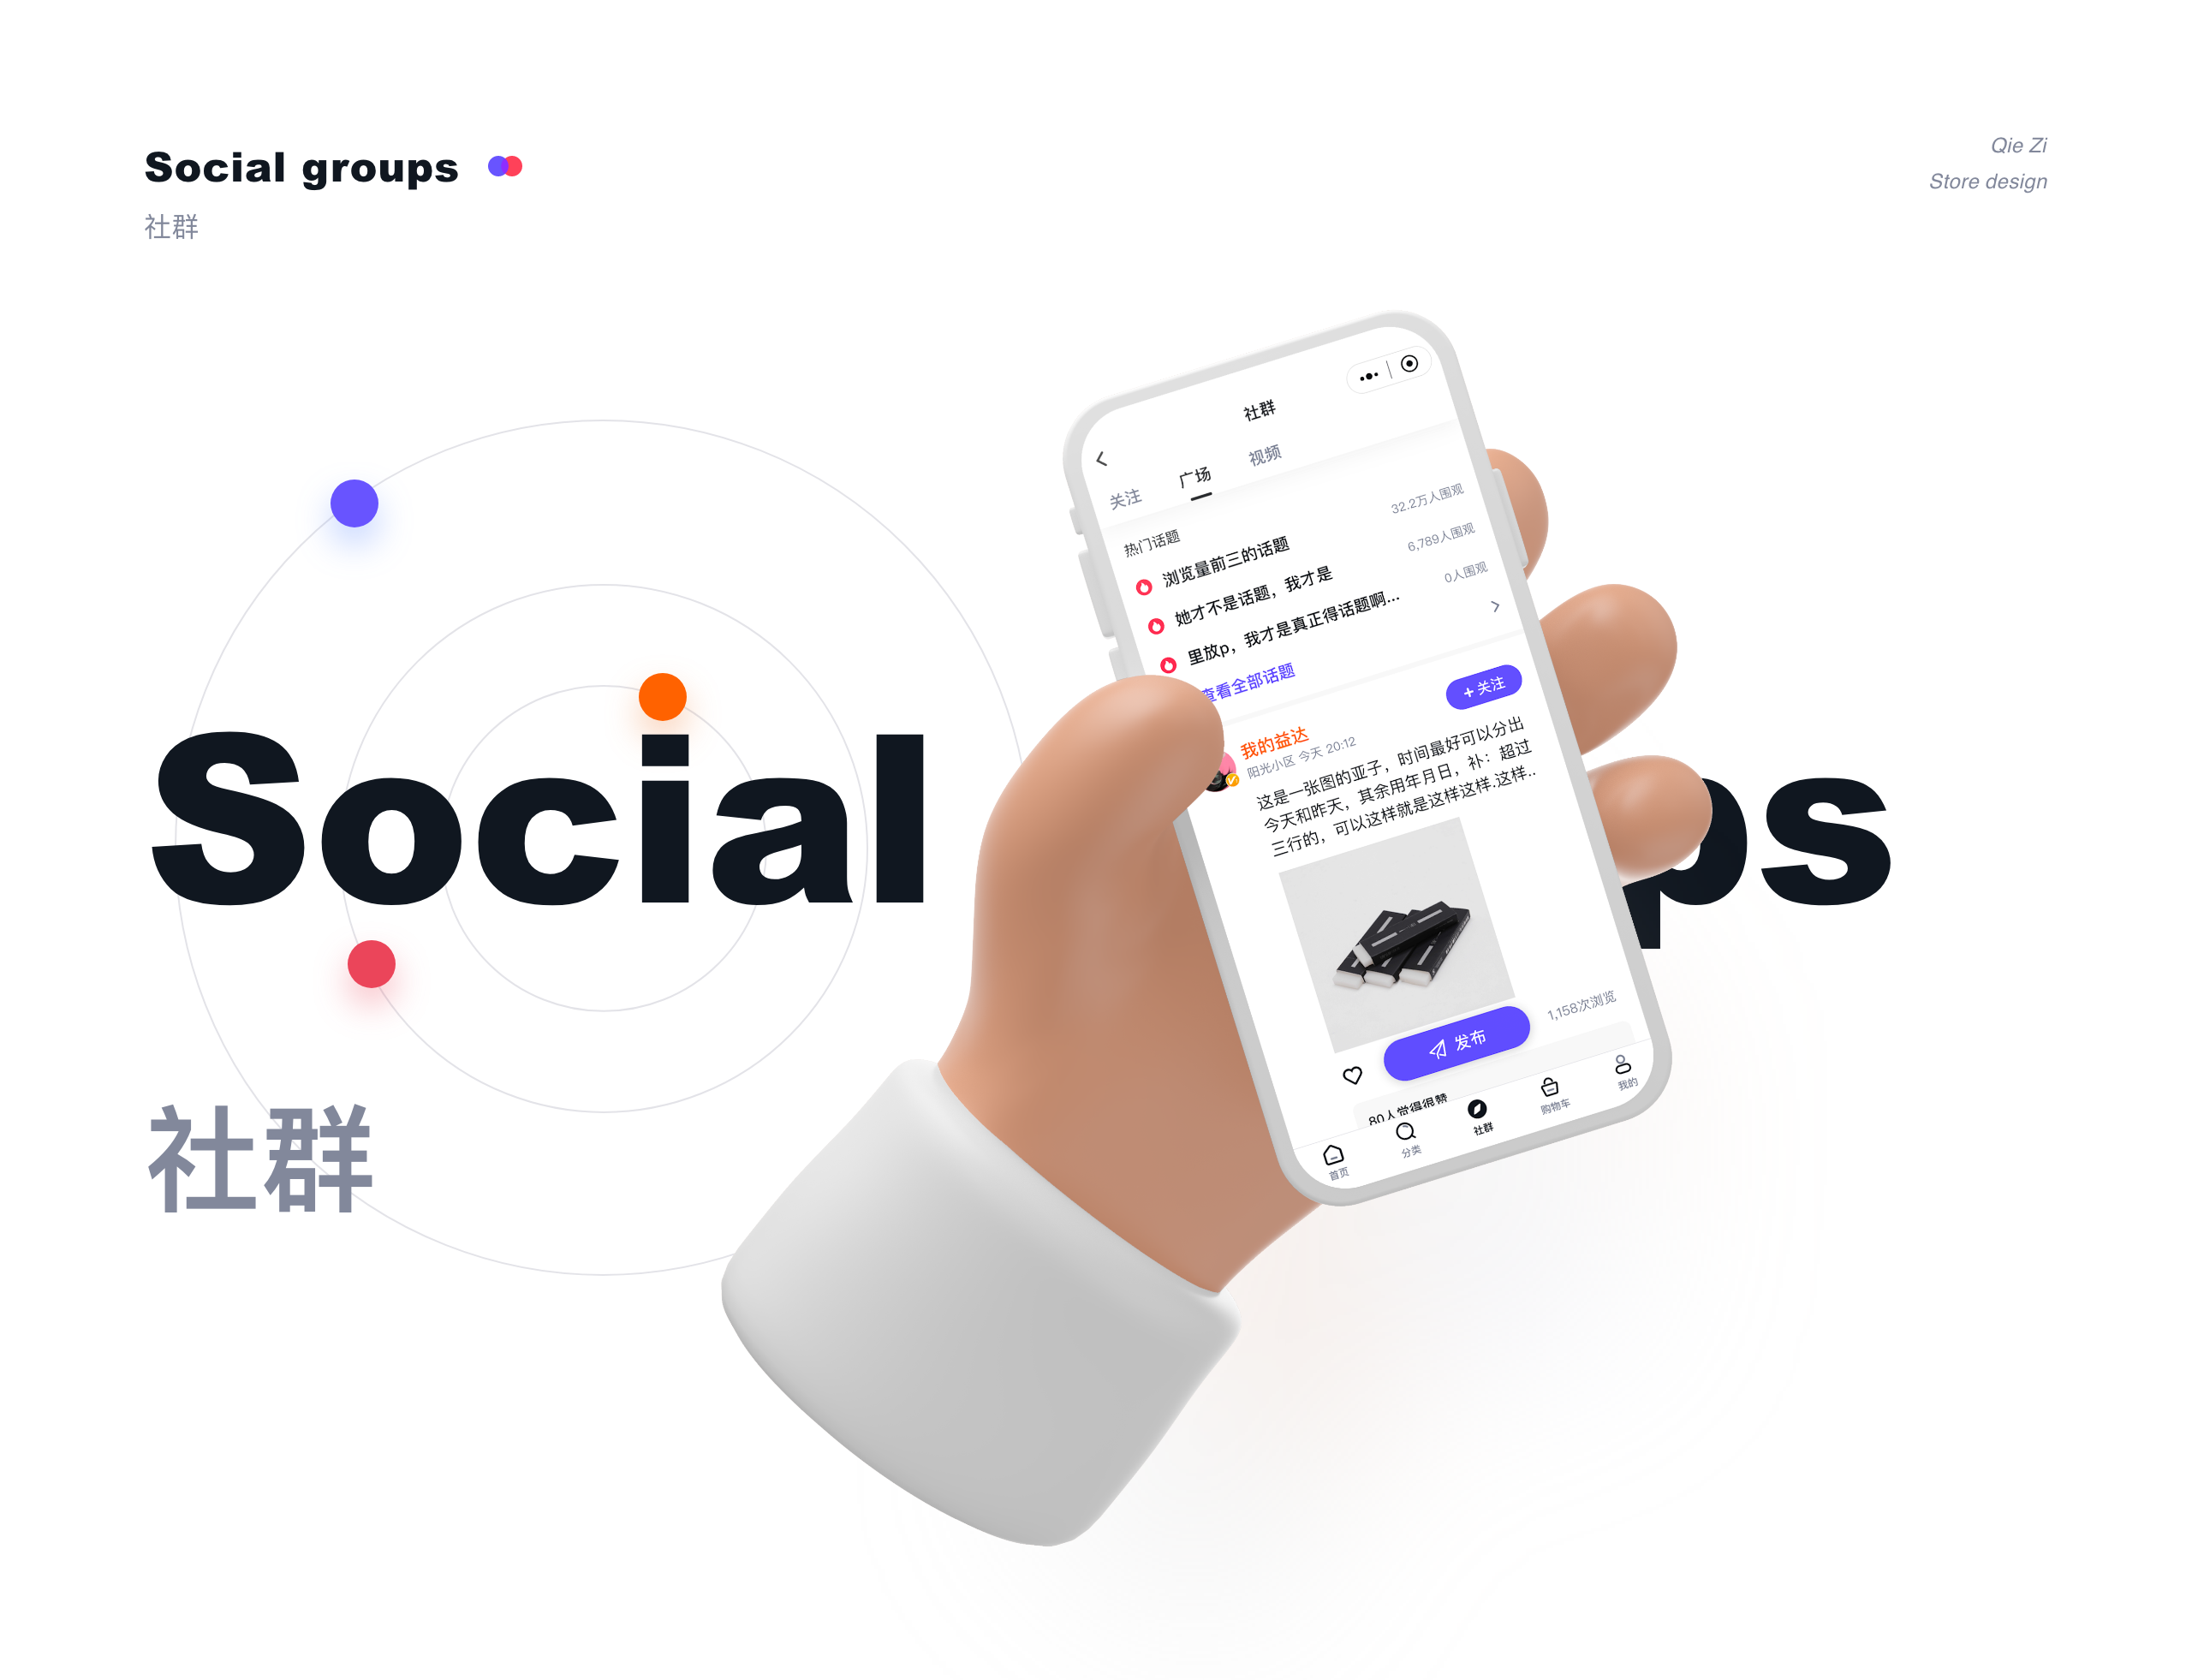 Social groups
社群
Qie Zi
Store design
Social
ps
社群
社群
关注 广场 视频
热门话题
浏览量前三的话题 32.2万人围观
她才不是话题，我才是 6,789人围观
里放p，我才是真正得话题啊... 0人围观
查看全部话题
我的益达
阳光小区 今天 20:12
+关注
这是一张图的亚子，时间最好可以分出
今天和昨天，其余用年月日，补：超过
三行的，可以这样就是这样这样.这样..
发布
1,158次浏览
80人觉得很赞
首页 分类 社群 购物车 我的